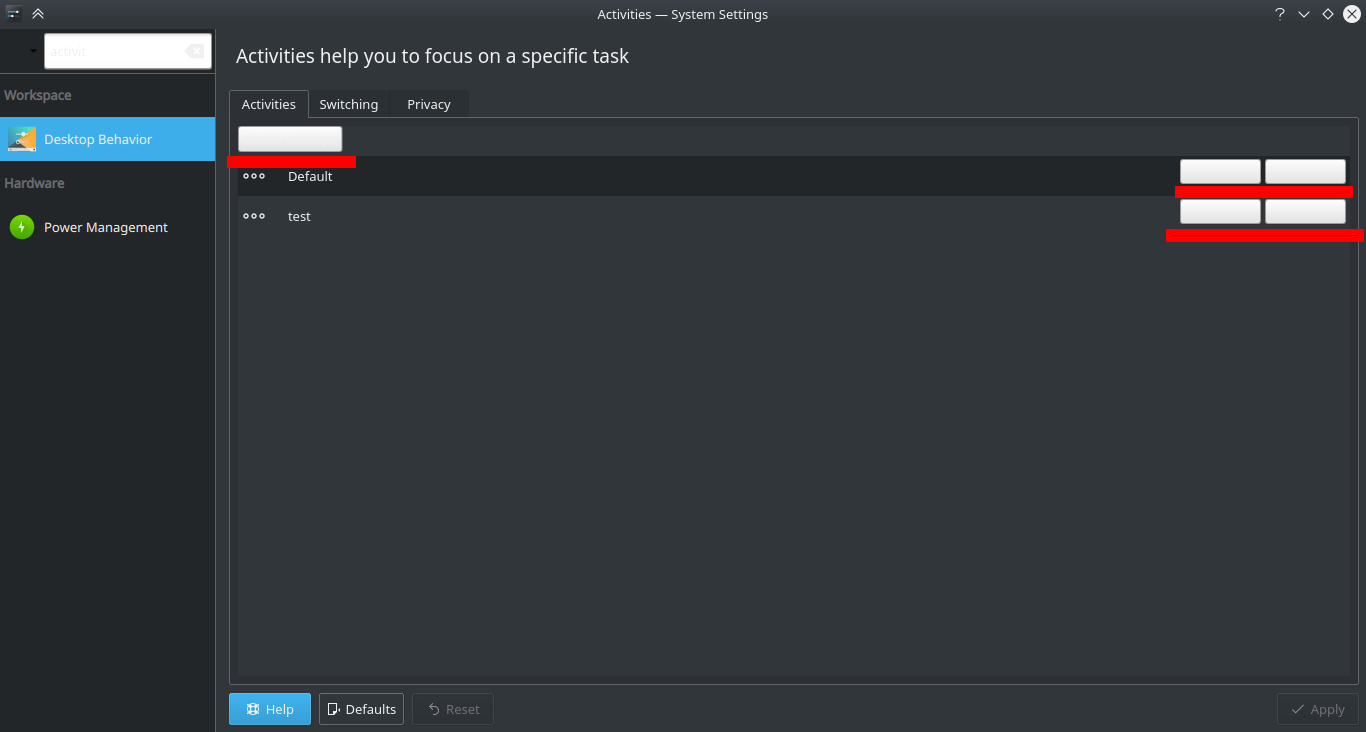 Activities — System Settings
activit
Activities help you to focus on a specific task
Workspace
Activities Switching Privacy
Desktop Behavior
Default
Hardware
test
Power Management
Help Defaults Reset Apply